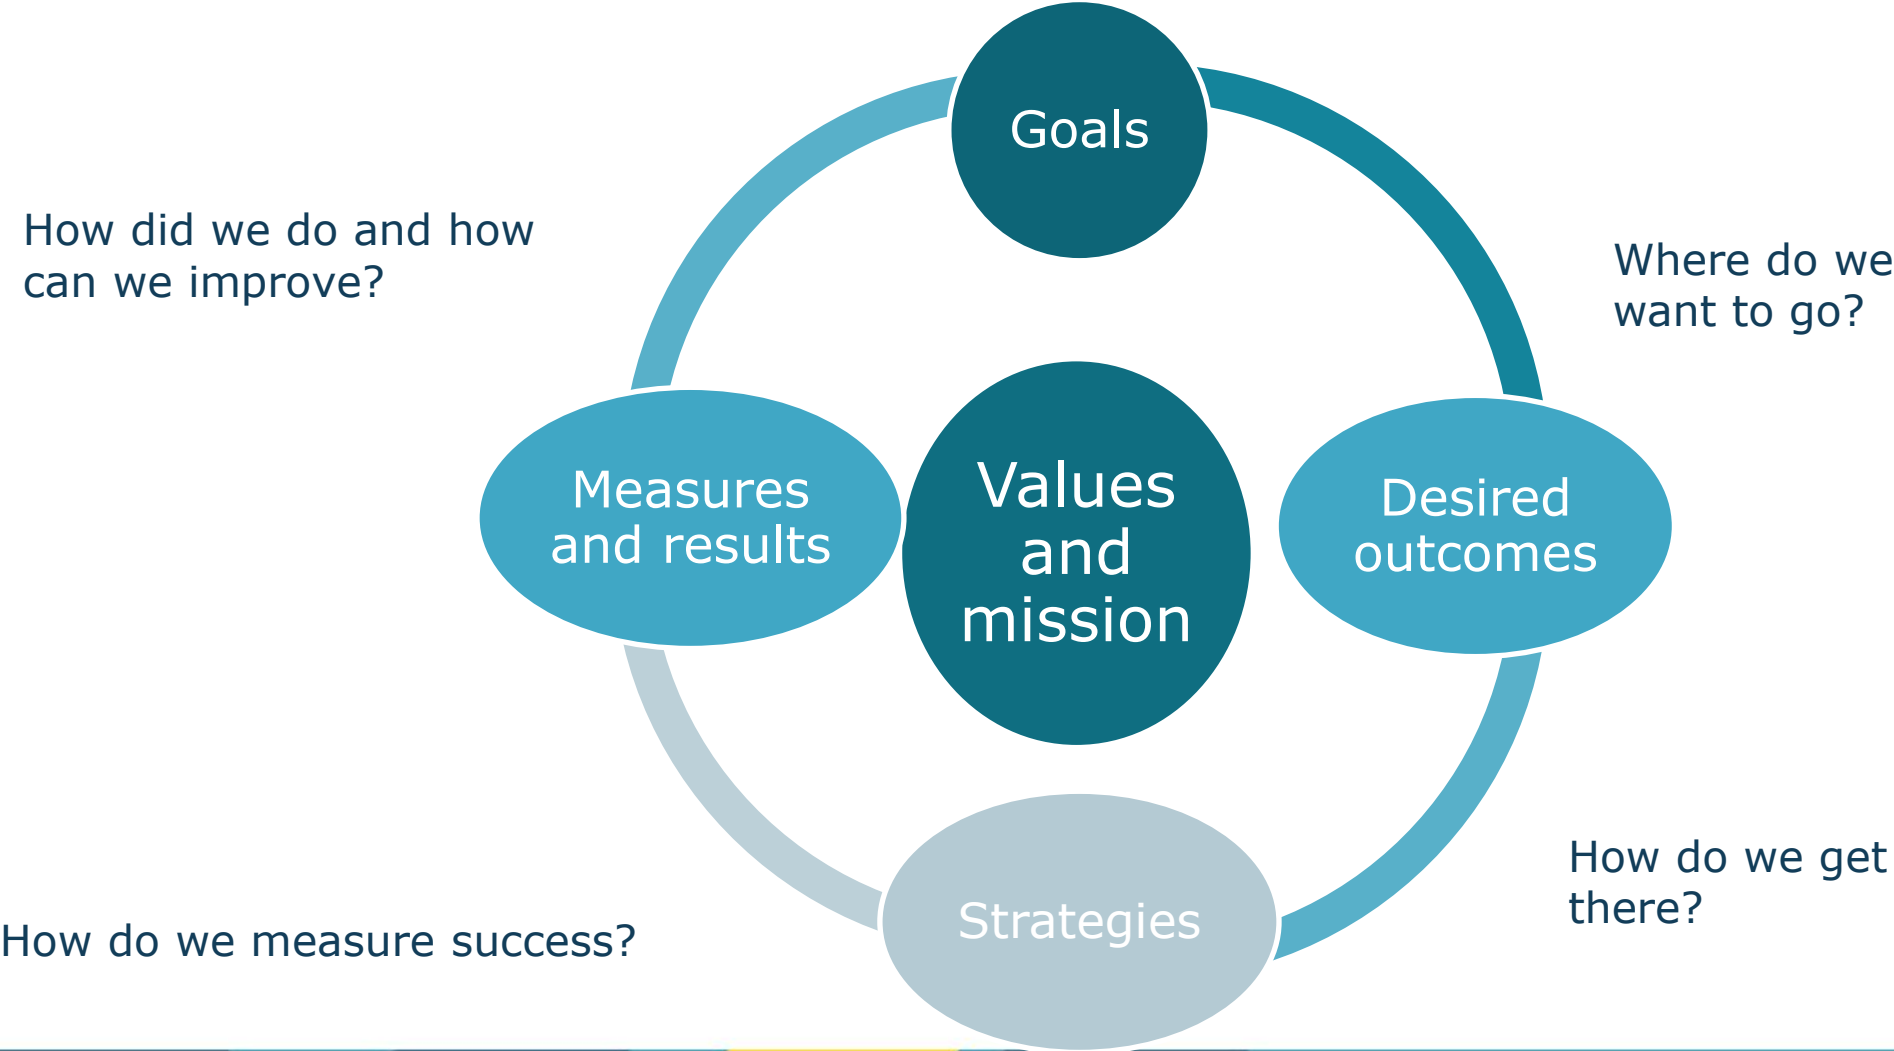 Goals
How did we do and how
can we improve?
Where do we
want to go?
Measures
and results
Values
and
mission
Desired
outcomes
How do we get
there?
Strategies
How do we measure success?